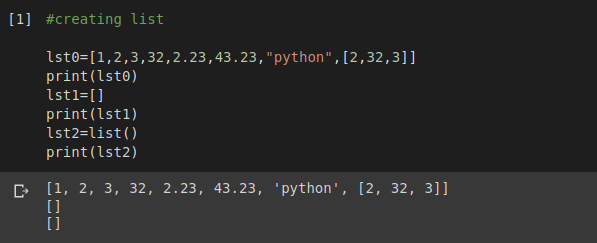 [1] #creating list
lst0=[1,2,3,32,2.23,43.23,"python",[2,32,3]]
print(lst0)
lst1=[]
print(lst1)
lst2=list()
print(lst2)
[1, 2, 3, 32, 2.23, 43.23, 'python', [2, 32, 3]]
[]
[]